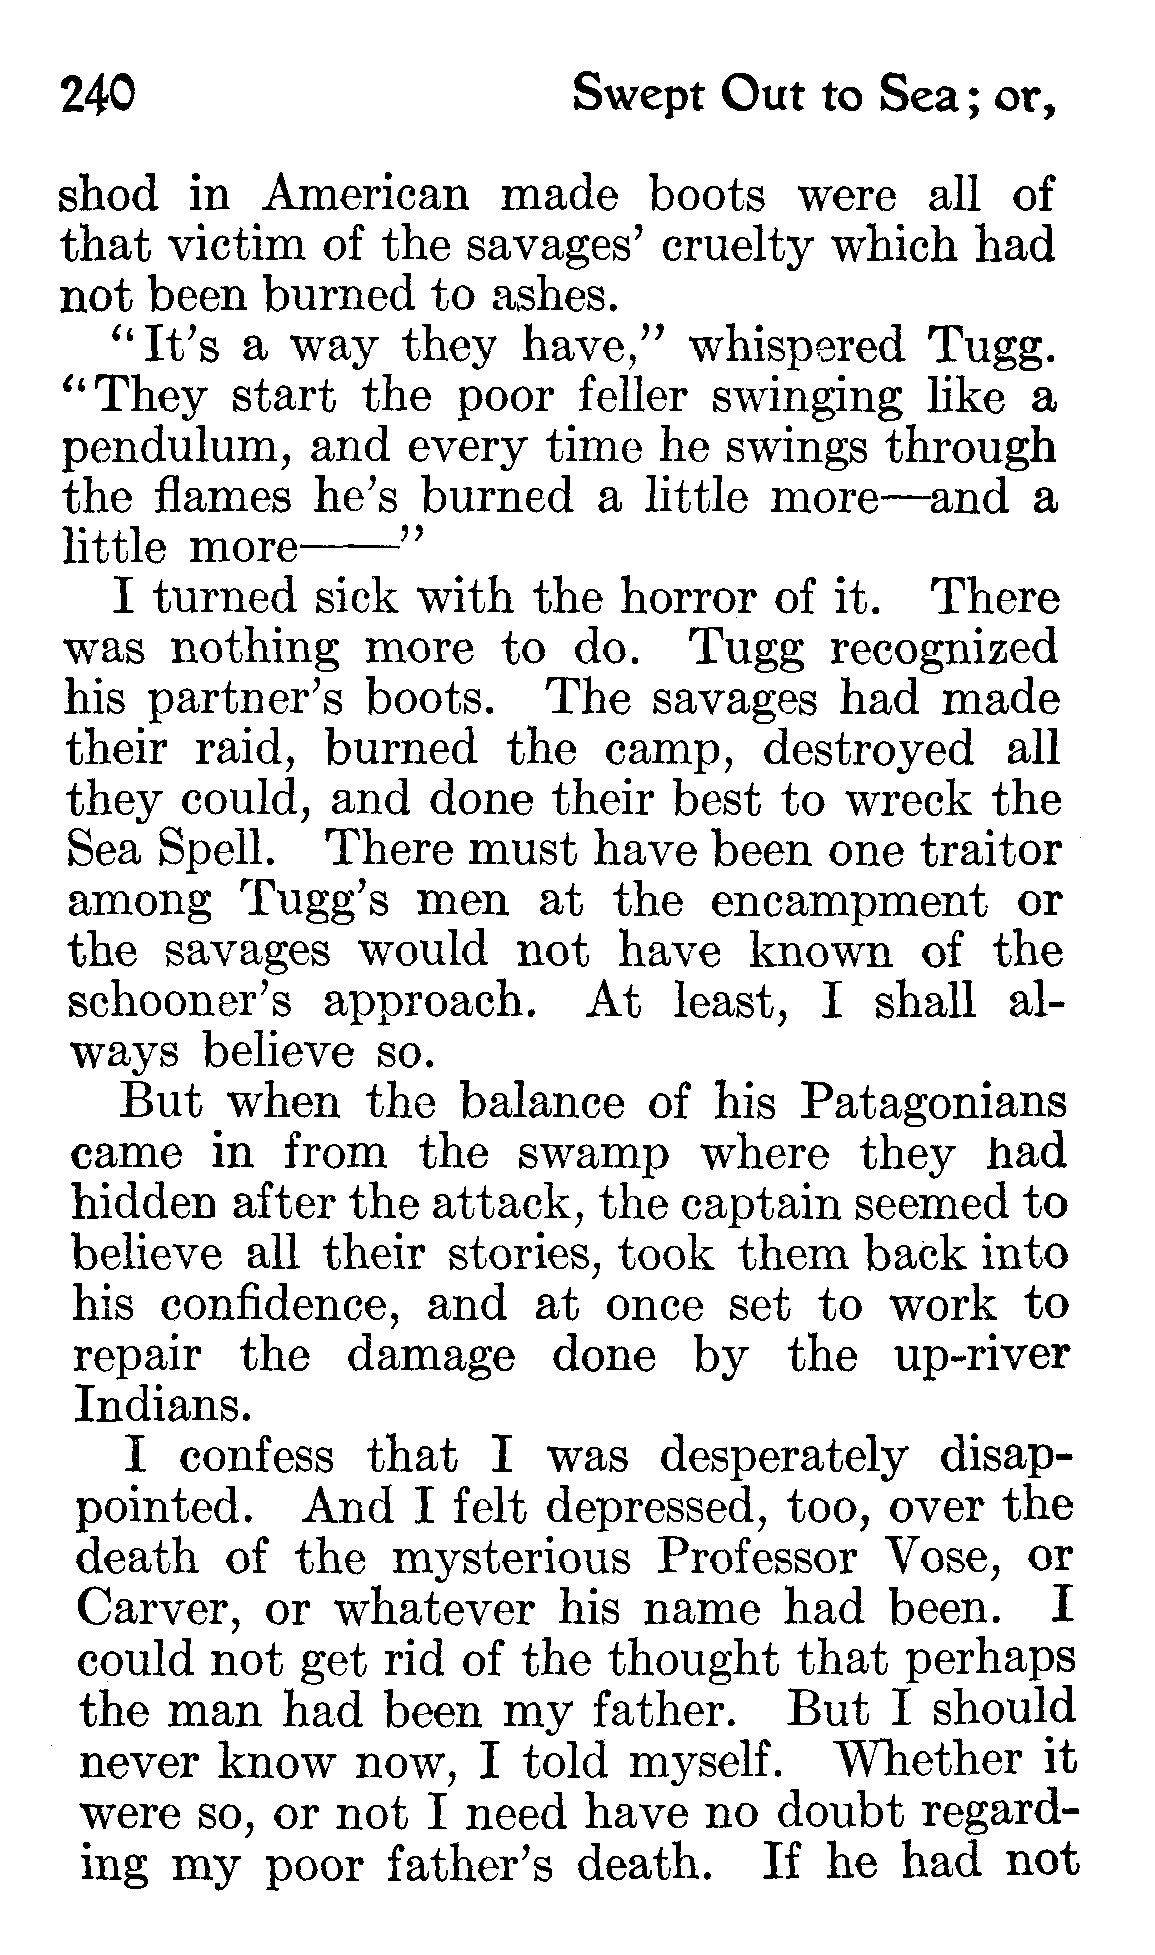 240 Swept Out to Sea; or,
shod in American made boots were all of
that victim of the savages' cruelty which had
not been burned to ashes.
"It's a way they have," whispered Tugg.
"They start the poor feller swinging like a
pendulum, and every time he swings through
the flames he's burned a little more—and a
little more——"
I turned sick with the horror of it. There
was nothing more to do. Tugg recognized
his partner's boots. The savages had made
their raid, burned the camp, destroyed all
they could, and done their best to wreck the
Sea Spell. There must have been one traitor
among Tugg's men at the encampment or
the savages would not have known of the
schooner's approach. At least, I shall al-
ways believe so.
But when the balance of his Patagonians
came in from the swamp where they had
hidden after the attack, the captain seemed to
believe all their stories, took them back into
his confidence, and at once set to work to
repair the damage done by the up-river
Indians.
I confess that I was desperately disap-
pointed. And I felt depressed, too, over the
death of the mysterious Professor Vose, or
Carver, or whatever his name had been. I
could not get rid of the thought that perhaps
the man had been my father. But I should
never know now, I told myself. Whether it
were so, or not I need have no doubt regard-
ing my poor father's death. If he had not